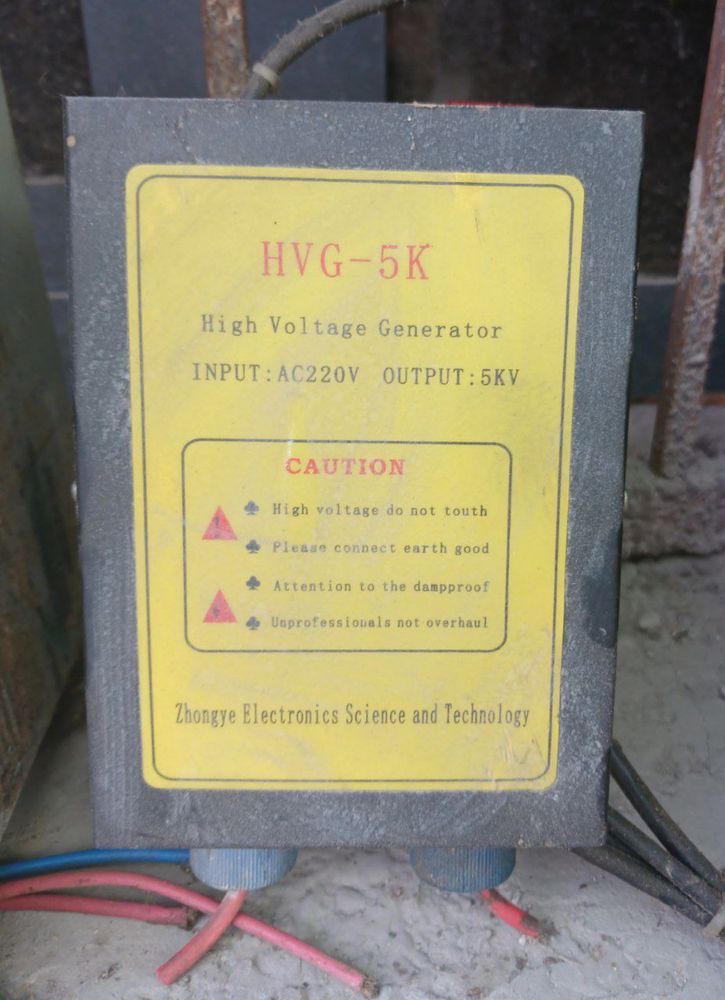 HVG-5K
High Voltage Generator
INPUT:AC220V OUTPUT:5KV
CAUTION
♣ High voltage do not touth
♣ Please connect earth good
♣ Attention to the dampproof
♣ Unprofessionals not overhaul
Zhongye Electronics Science and Technology